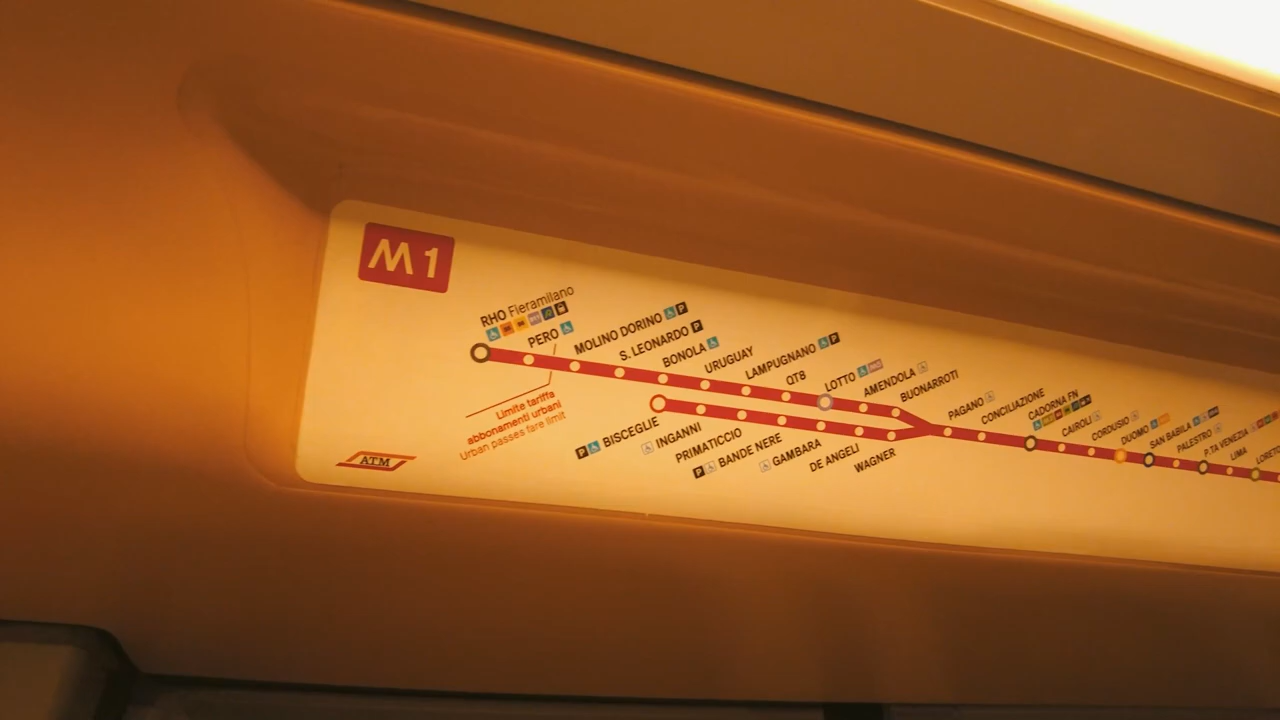 M1
RHO Fieramilano
PERO
MOLINO DORINO P
S. LEONARDO P
BONOLA
URUGUAY
LAMPUGNANO P
QT8
LOTTO
AMENDOLA
BUONARROTI
PAGANO
CONCILIAZIONE
CADORNA FN
CAIROLI
CORDUSIO
DUOMO
SAN BABILA
PALESTRO
P.TA VENEZIA
LIMA
LORETO
Limite tariffa
abbonamenti urbani
Urban passes fare limit
P BISCEGLIE
INGANNI
PRIMATICCIO
P BANDE NERE
GAMBARA
DE ANGELI
WAGNER
ATM